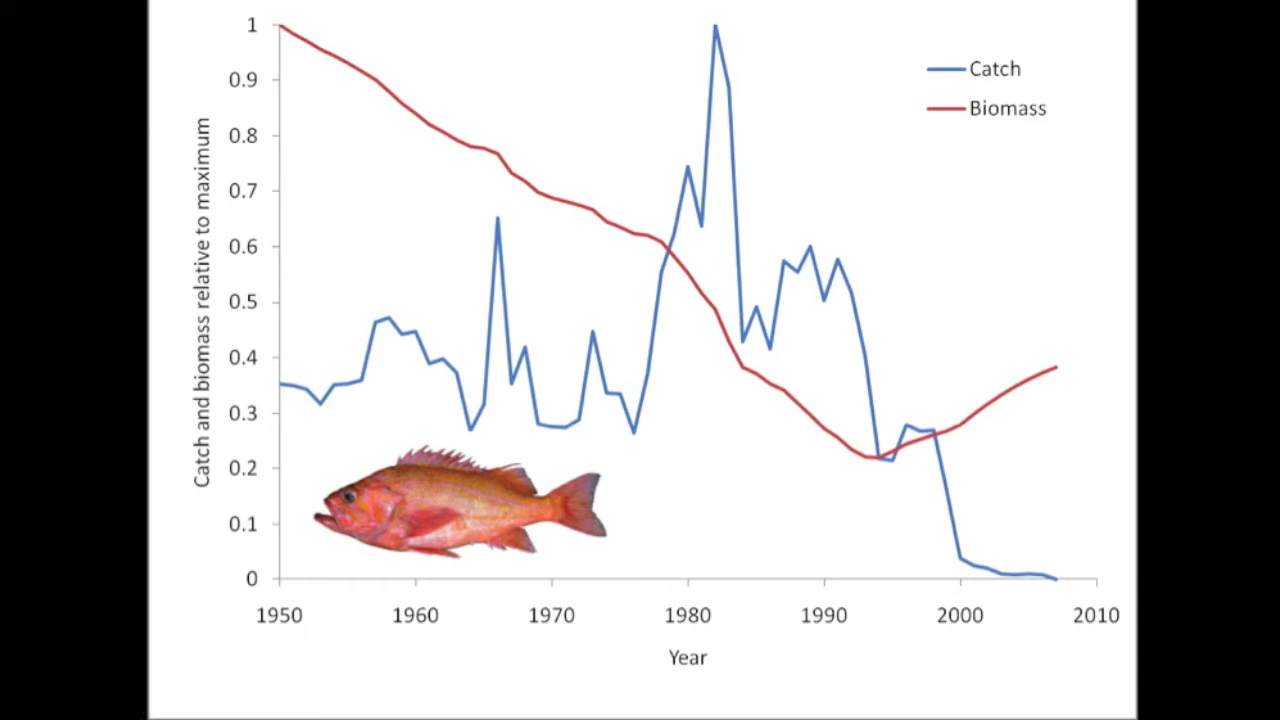 Catch and biomass relative to maximum
1
0.9
0.8
0.7
0.6
0.5
0.4
0.3
0.2
0.1
0
Catch
Biomass
1950 1960 1970 1980 1990 2000 2010
Year